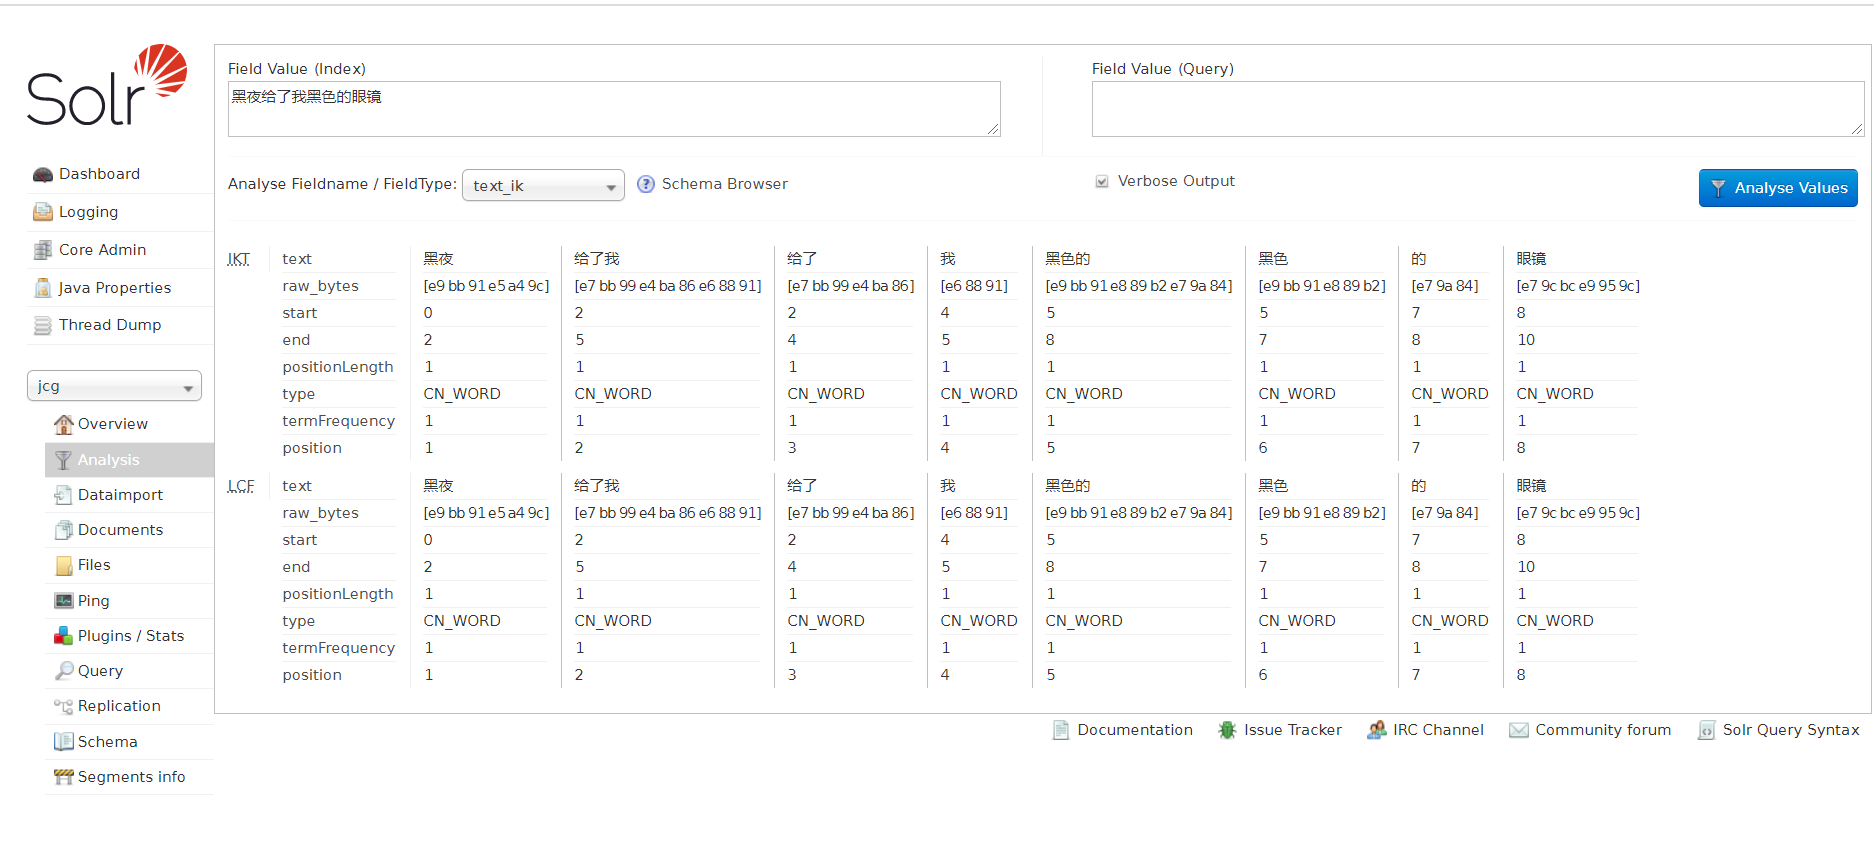 Solr
Dashboard
Logging
Core Admin
Java Properties
Thread Dump
jcg
Overview
Analysis
Dataimport
Documents
Files
Ping
Plugins / Stats
Query
Replication
Schema
Segments info
Field Value (Index)
黑夜给了我黑色的眼镜
Field Value (Query)
Analyse Fieldname / FieldType: text_ik ? Schema Browser
Verbose Output
Analyse Values
IKT text 黑夜 给了我 给了 我 黑色的 黑色 的 眼镜
raw_bytes [e9 bb 91 e5 a4 9c] [e7 bb 99 e4 ba 86 e6 88 91] [e7 bb 99 e4 ba 86] [e6 88 91] [e9 bb 91 e8 89 b2 e7 9a 84] [e9 bb 91 e8 89 b2] [e7 9a 84] [e7 9c bc e9 95 9c]
start 0 2 2 4 5 5 7 8
end 2 5 4 5 8 7 8 10
positionLength 1 1 1 1 1 1 1 1
type CN_WORD CN_WORD CN_WORD CN_WORD CN_WORD CN_WORD CN_WORD CN_WORD
termFrequency 1 1 1 1 1 1 1 1
position 1 2 3 4 5 6 7 8
LCF text 黑夜 给了我 给了 我 黑色的 黑色 的 眼镜
raw_bytes [e9 bb 91 e5 a4 9c] [e7 bb 99 e4 ba 86 e6 88 91] [e7 bb 99 e4 ba 86] [e6 88 91] [e9 bb 91 e8 89 b2 e7 9a 84] [e9 bb 91 e8 89 b2] [e7 9a 84] [e7 9c bc e9 95 9c]
start 0 2 2 4 5 5 7 8
end 2 5 4 5 8 7 8 10
positionLength 1 1 1 1 1 1 1 1
type CN_WORD CN_WORD CN_WORD CN_WORD CN_WORD CN_WORD CN_WORD CN_WORD
termFrequency 1 1 1 1 1 1 1 1
position 1 2 3 4 5 6 7 8
Documentation Issue Tracker IRC Channel Community forum Solr Query Syntax